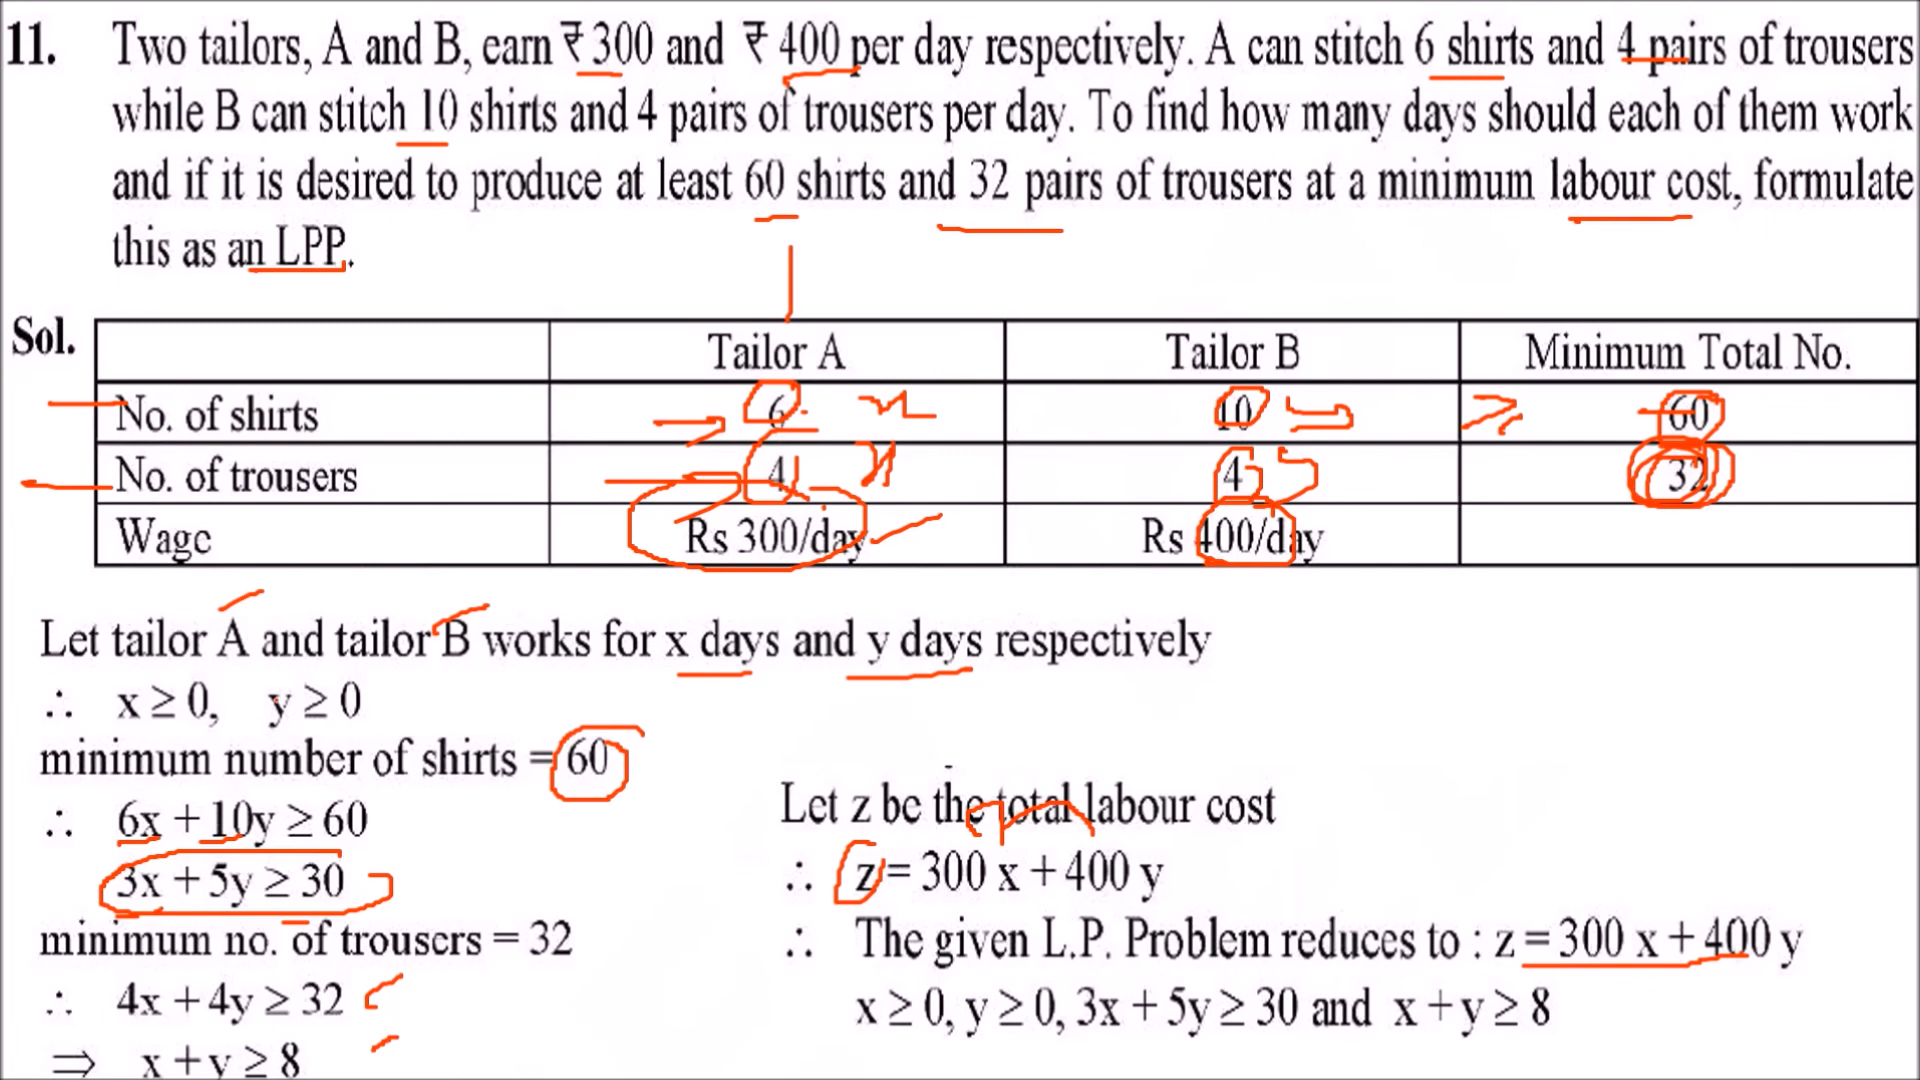 11. Two tailors, A and B, earn ₹ 300 and ₹ 400 per day respectively. A can stitch 6 shirts and 4 pairs of trousers
while B can stitch 10 shirts and 4 pairs of trousers per day. To find how many days should each of them work
and if it is desired to produce at least 60 shirts and 32 pairs of trousers at a minimum labour cost, formulate
this as an LPP.
Sol.
Tailor A Tailor B Minimum Total No.
No. of shirts 6 x 10 ≥ 60
No. of trousers 4 x 4 32
Wage Rs 300/day Rs 400/day
Let tailor A and tailor B works for x days and y days respectively
∴ x ≥ 0, y ≥ 0
minimum number of shirts = 60
∴ 6x + 10y ≥ 60
3x + 5y ≥ 30
minimum no. of trousers = 32
∴ 4x + 4y ≥ 32
⇒ x + y ≥ 8
Let z be the total labour cost
∴ z = 300 x + 400 y
∴ The given L.P. Problem reduces to : z = 300 x + 400 y
x ≥ 0, y ≥ 0, 3x + 5y ≥ 30 and x + y ≥ 8